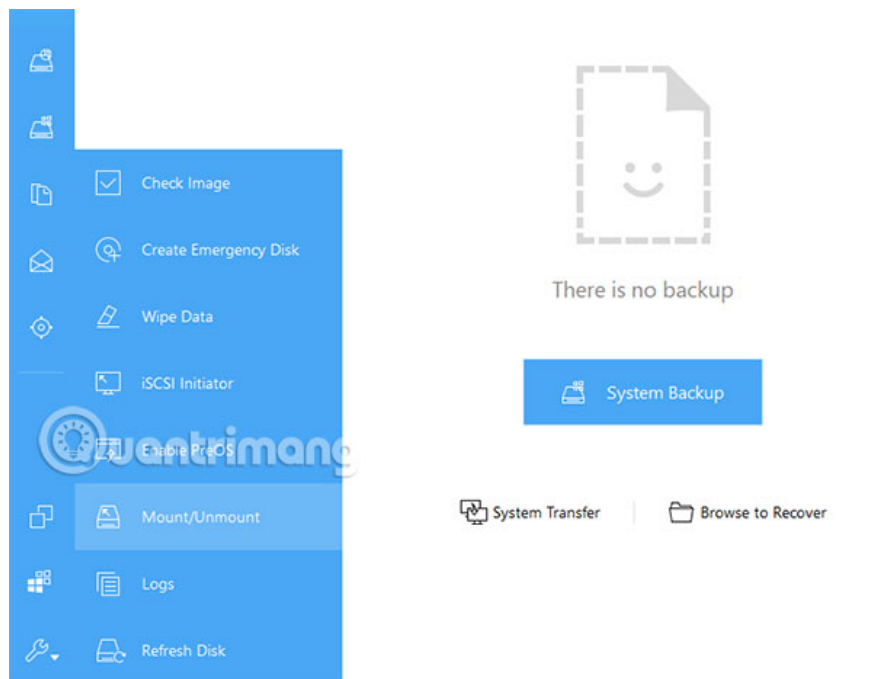 Check Image
Create Emergency Disk
Wipe Data
iSCSI Initiator
Enable PreOS
Mount/Unmount
Logs
Refresh Disk
Quantrimang
There is no backup
System Backup
System Transfer
Browse to Recover